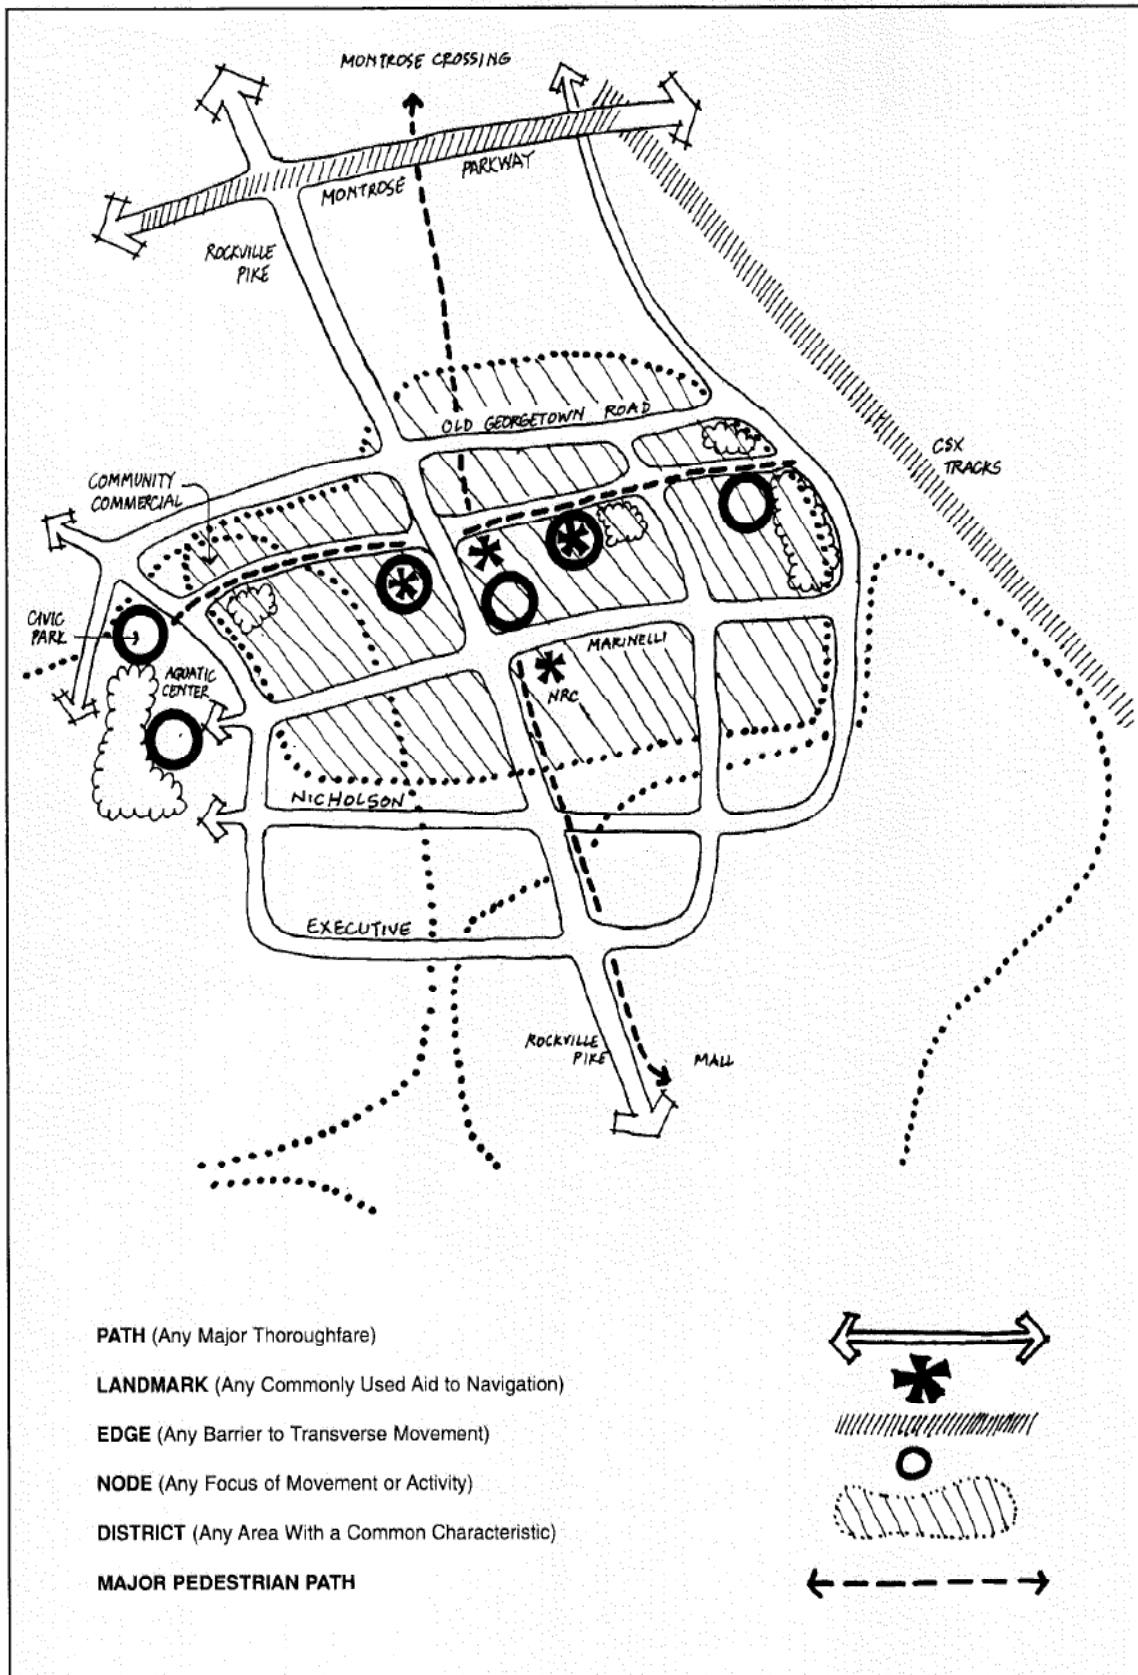 MONTROSE CROSSING
PARKWAY
MONTROSE
ROCKVILLE
PIKE
OLD GEORGETOWN ROAD
CSX
TRACKS
COMMUNITY
COMMERCIAL
CIVIC
PARK
MARINELLI
AQUATIC
CENTER
NRC
NICHOLSON
EXECUTIVE
ROCKVILLE
PIKE
MALL
PATH (Any Major Thoroughfare)
LANDMARK (Any Commonly Used Aid to Navigation)
EDGE (Any Barrier to Transverse Movement)
NODE (Any Focus of Movement or Activity)
DISTRICT (Any Area With a Common Characteristic)
MAJOR PEDESTRIAN PATH